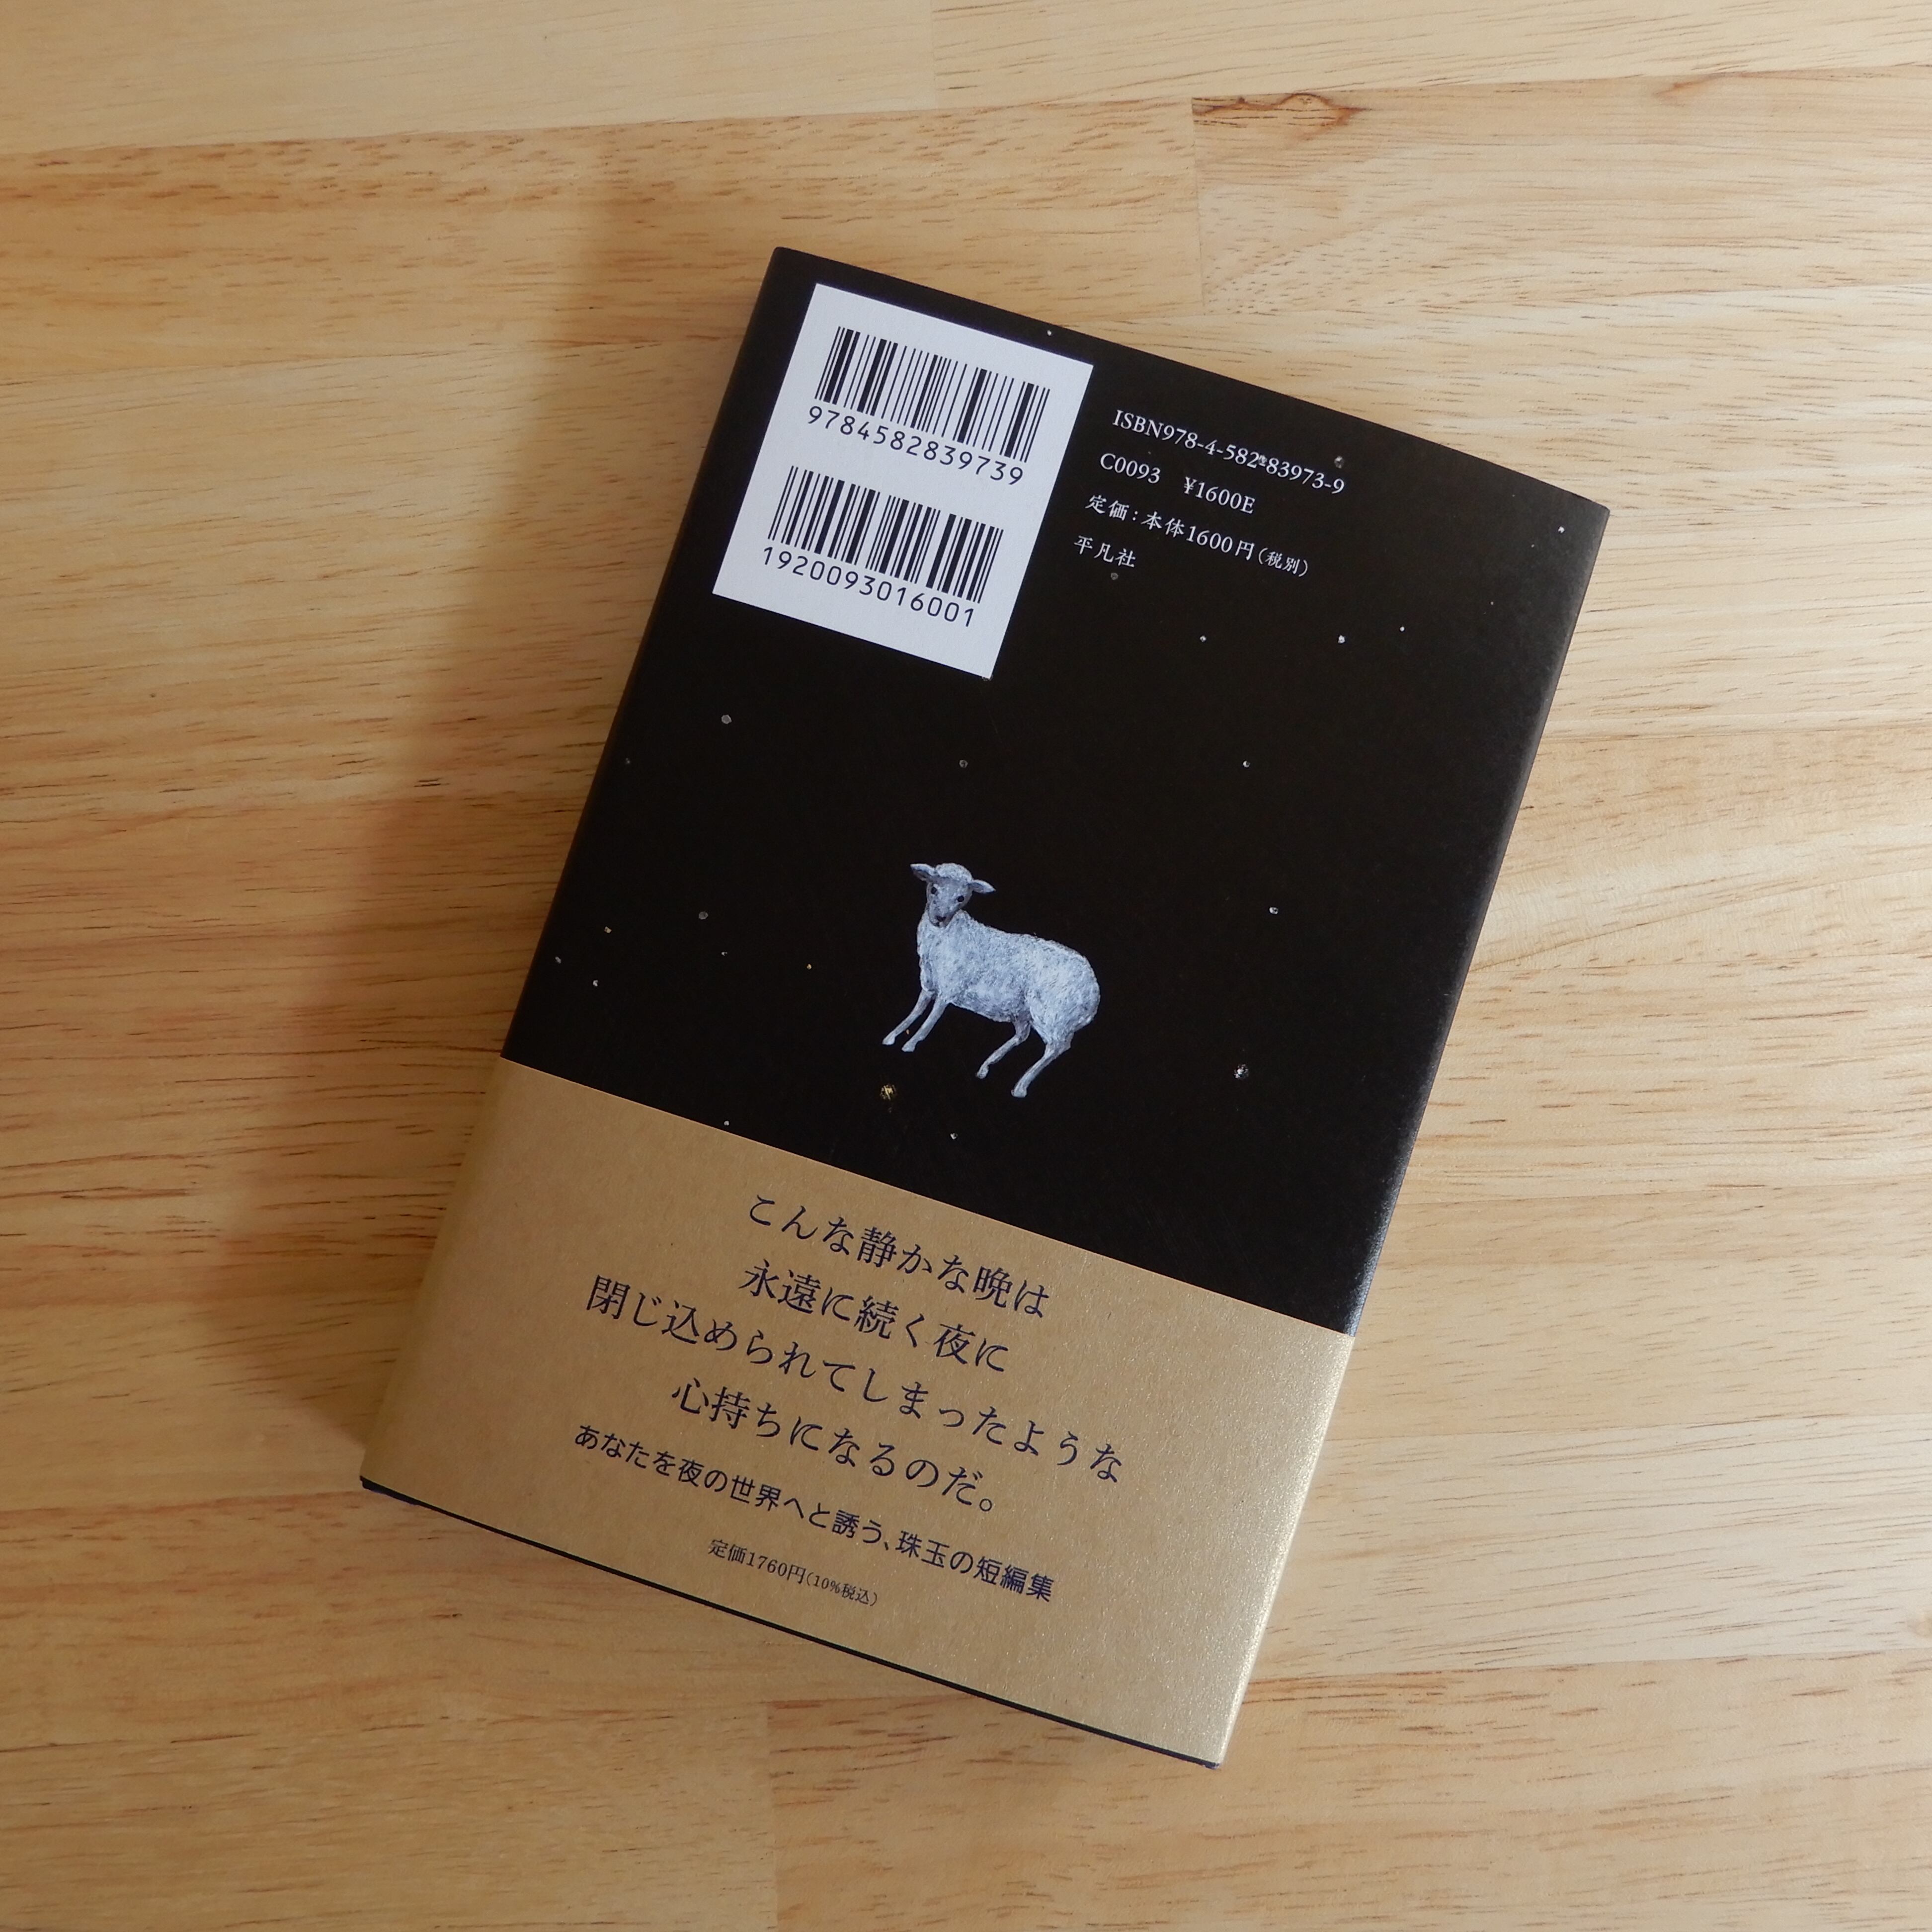 9784582839739
1920093016001
ISBN978-4-582-83973-9
C0093 ¥1600E
定価：本体1600円（税別）
平凡社
こんな静かな晩は
永遠に続く夜に
閉じ込められてしまったような
心持ちになるのだ。
あなたを夜の世界へと誘う、珠玉の短編集
定価1760円（10%税込）